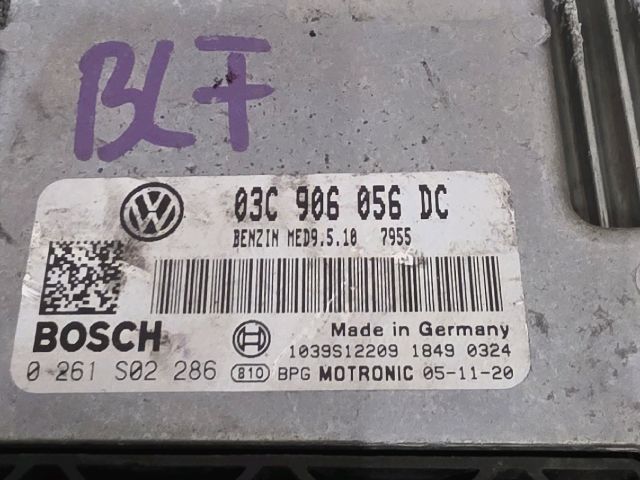 BLF
03C 906 056 DC
BENZIN MED9.5.10 7955
BOSCH
Made in Germany
1039S12209 1849 0324
0 261 S02 286 810 BPG MOTRONIC 05-11-20